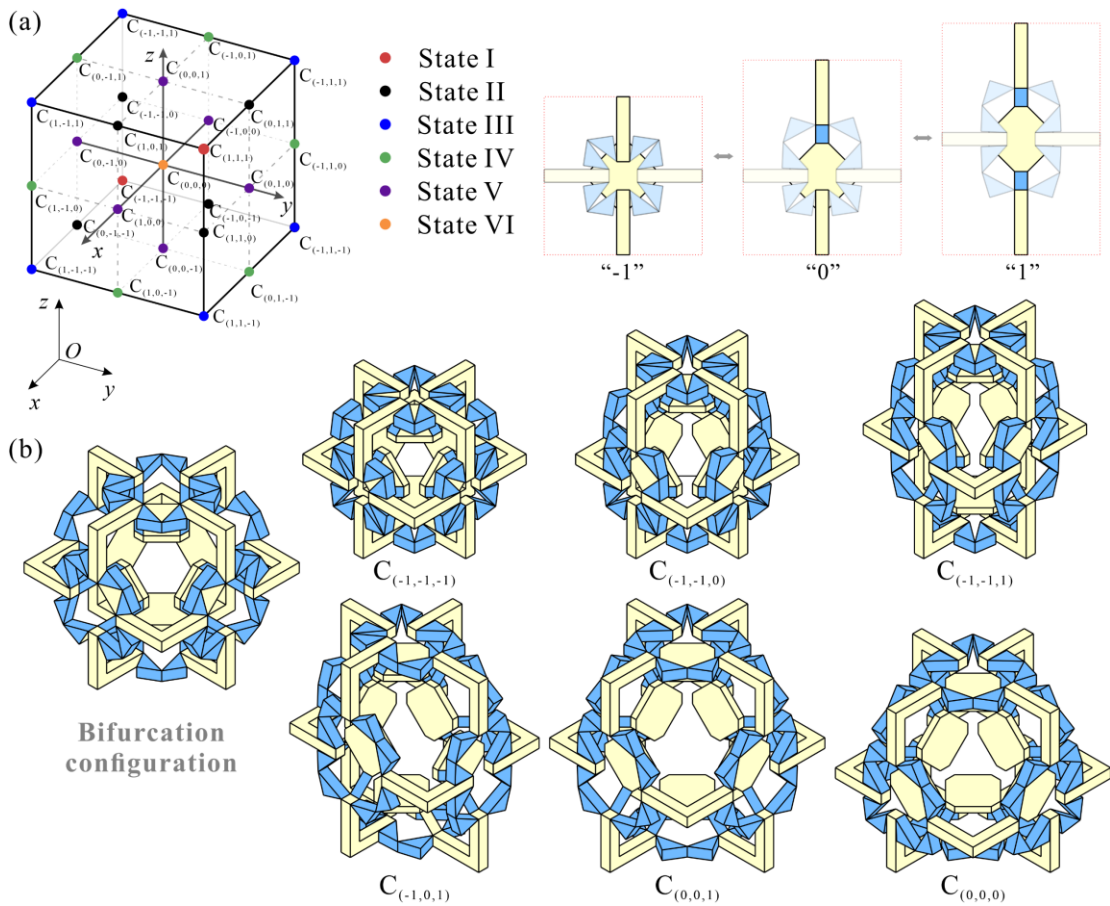 (a)
C(-1,-1,1)
C(-1,0,1)
z
C(0,-1,1)
C(0,0,1)
C(-1,1,1)
C(1,-1,1)
C(-1,-1,0)
C(0,1,1)
C(-1,0,0)
C(1,0,1)
C(1,1,1)
C(0,-1,0)
C(-1,1,0)
C(0,0,0)
C(1,-1,0)
C(-1,-1,-1)
C(0,1,0)
y
C(1,0,0)
C(-1,0,-1)
C(0,-1,-1)
x
C(1,1,0)
C(-1,1,-1)
C(1,-1,-1)
C(0,0,-1)
C(0,1,-1)
C(1,0,-1)
C(1,1,-1)
State I
State II
State III
State IV
State V
State VI
“-1”
“0”
“1”
z
O
x
y
(b)
Bifurcation
configuration
C(-1,-1,-1)
C(-1,-1,0)
C(-1,-1,1)
C(-1,0,1)
C(0,0,1)
C(0,0,0)